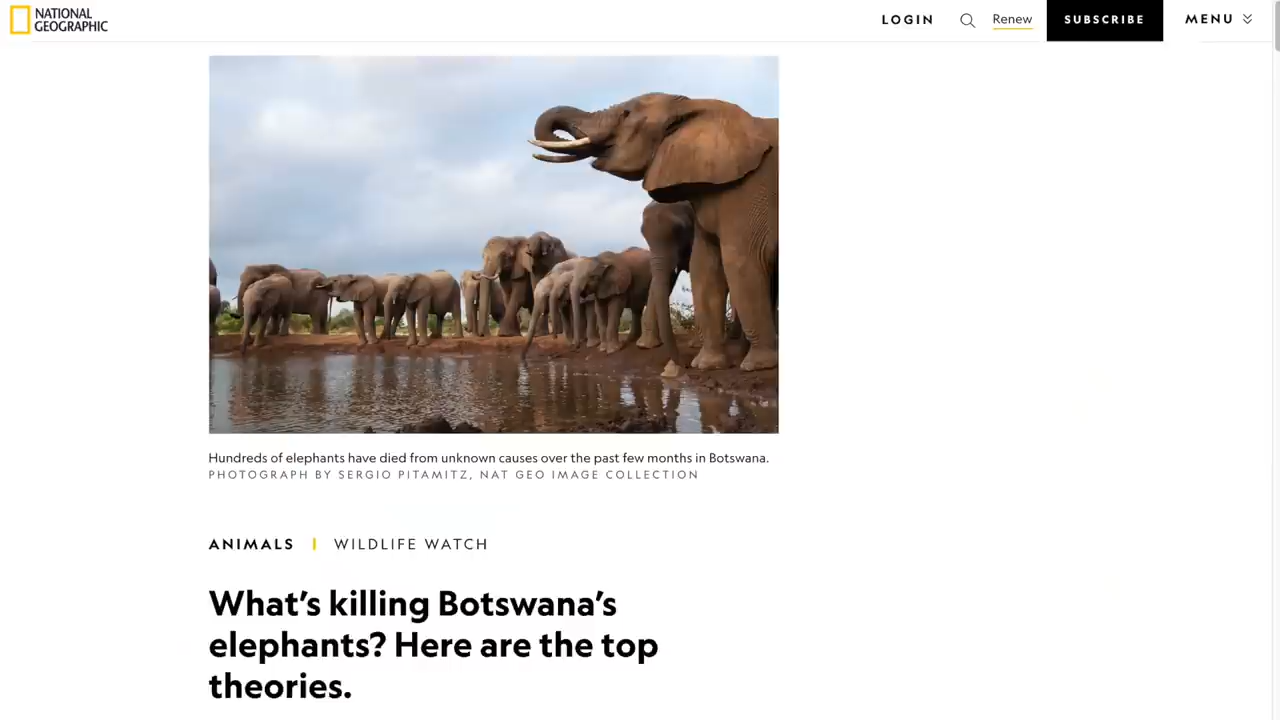 NATIONAL
GEOGRAPHIC
LOGIN
Renew
SUBSCRIBE
MENU
Hundreds of elephants have died from unknown causes over the past few months in Botswana.
PHOTOGRAPH BY SERGIO PITAMITZ, NAT GEO IMAGE COLLECTION
ANIMALS | WILDLIFE WATCH
What’s killing Botswana’s
elephants? Here are the top
theories.